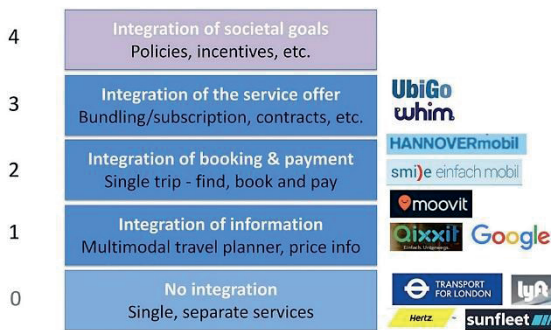 4
Integration of societal goals
Policies, incentives, etc.
3
Integration of the service offer
Bundling/subscription, contracts, etc.
UbiGo
whim
2
Integration of booking & payment
Single trip - find, book and pay
HANNOVERmobil
smi)e einfach mobil
1
Integration of information
Multimodal travel planner, price info
moovit
Qixxit
Einfach. Unterwegs.
Google
0
No integration
Single, separate services
TRANSPORT
FOR LONDON
lyft
Hertz.
sunfleet